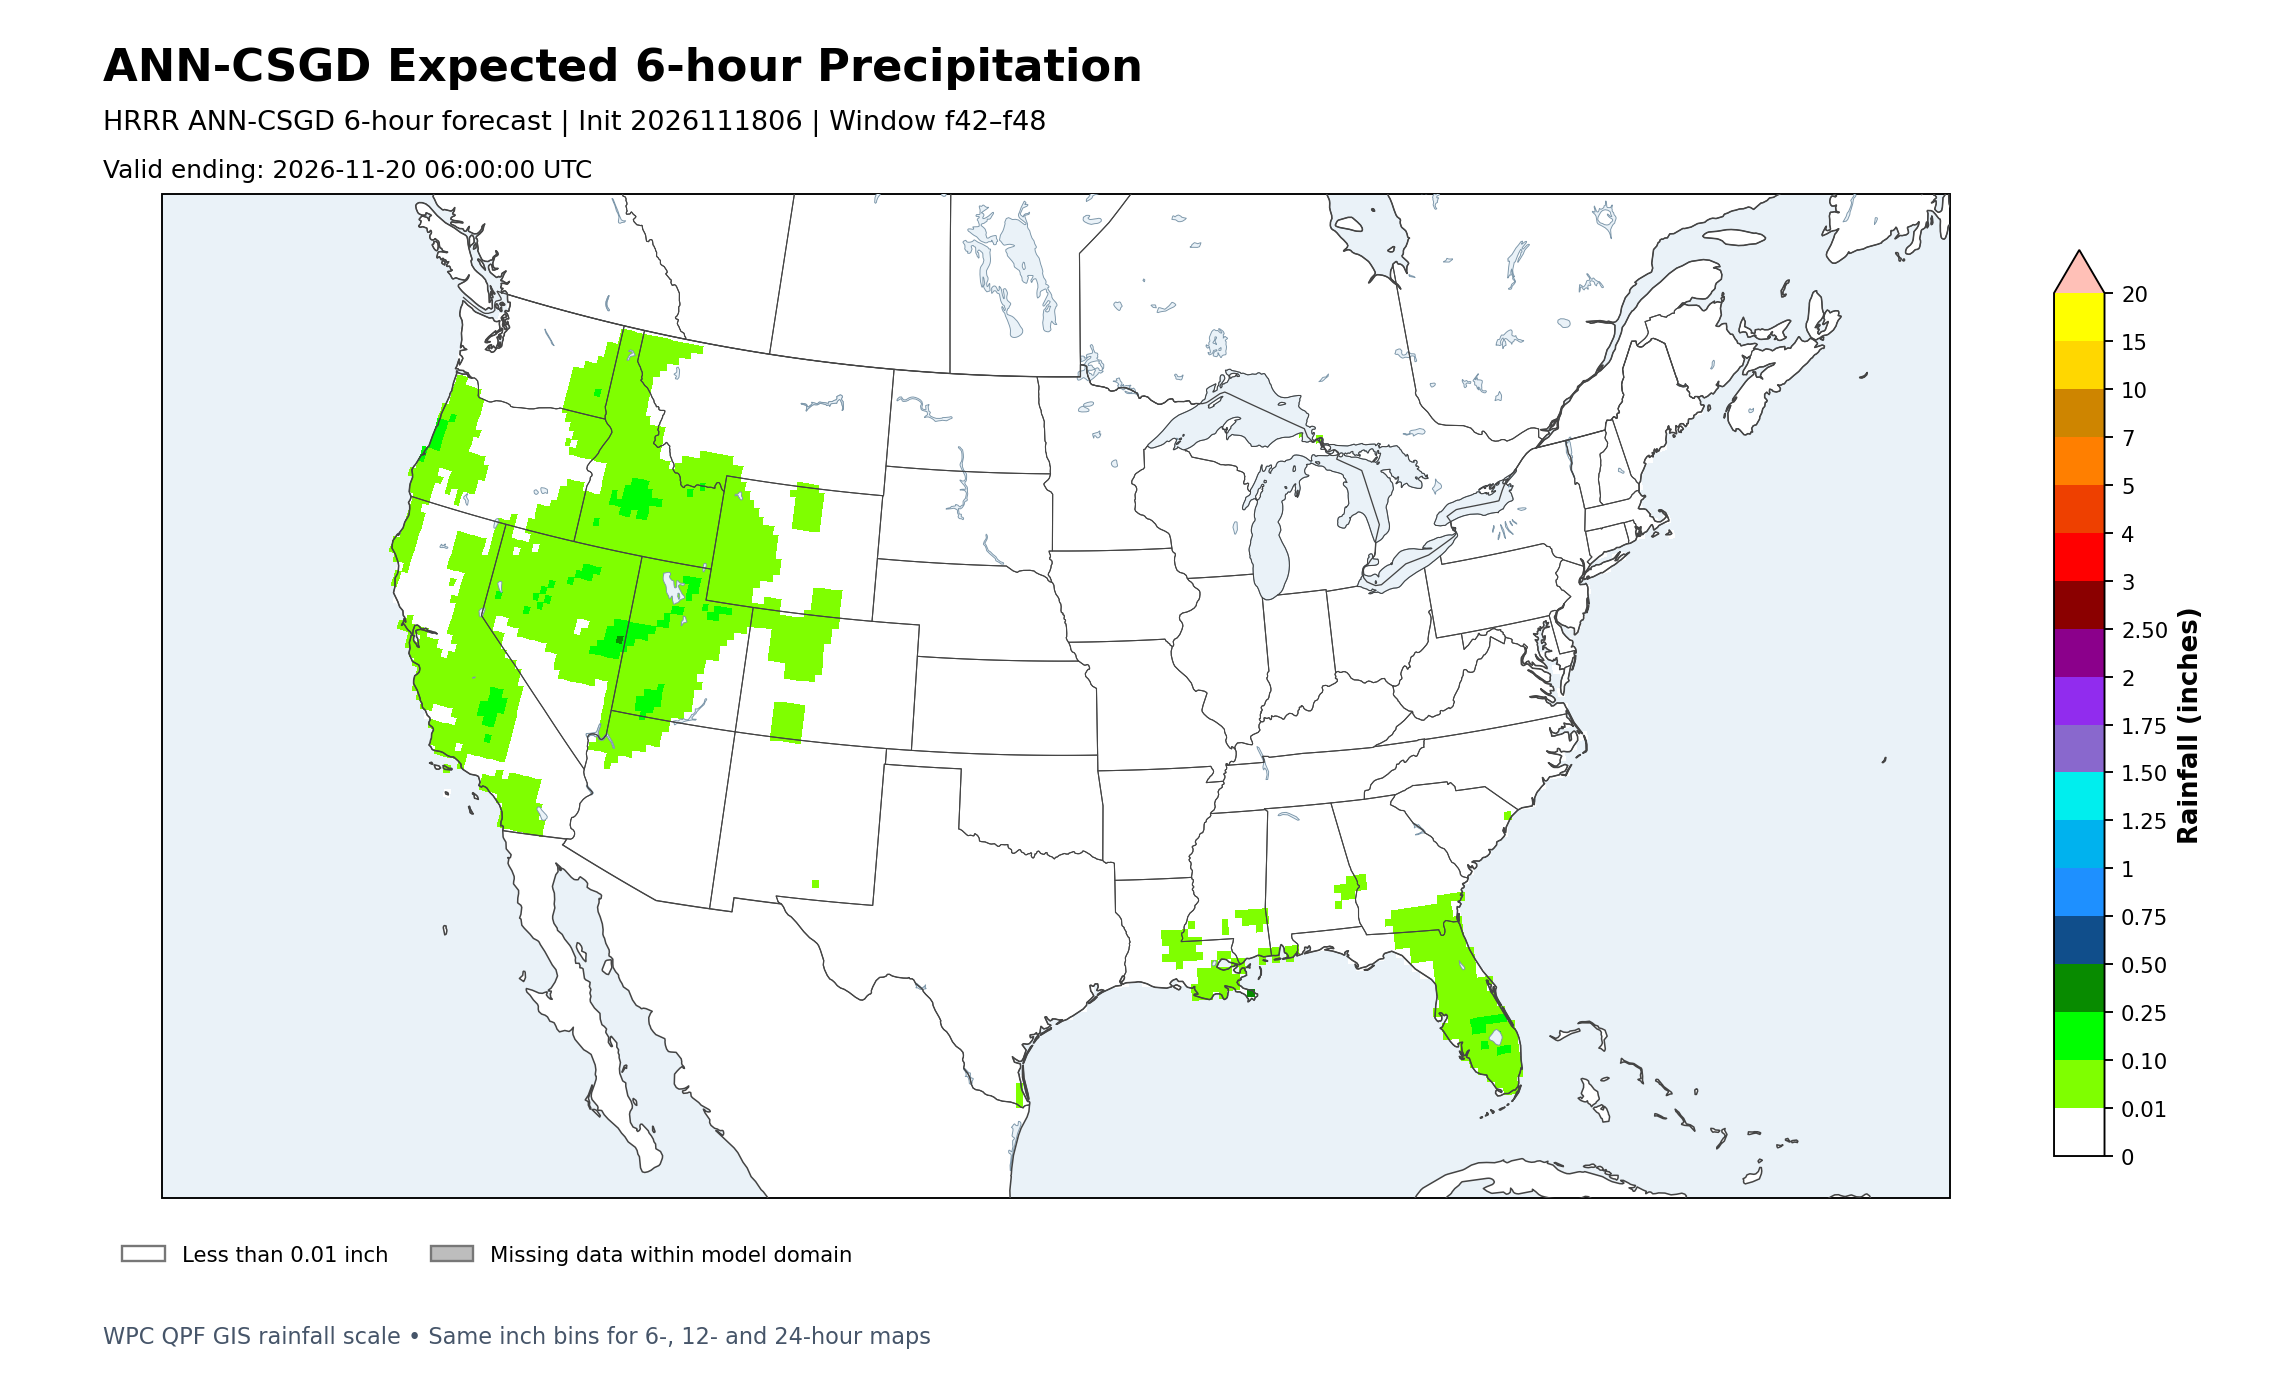 ANN-CSGD Expected 6-hour Precipitation
HRRR ANN-CSGD 6-hour forecast | Init 2026111806 | Window f42–f48
Valid ending: 2026-11-20 06:00:00 UTC
20
15
10
7
5
4
3
2.50
2
1.75
1.50
1.25
1
0.75
0.50
0.25
0.10
0.01
0
Rainfall (inches)
Less than 0.01 inch
Missing data within model domain
WPC QPF GIS rainfall scale • Same inch bins for 6-, 12- and 24-hour maps